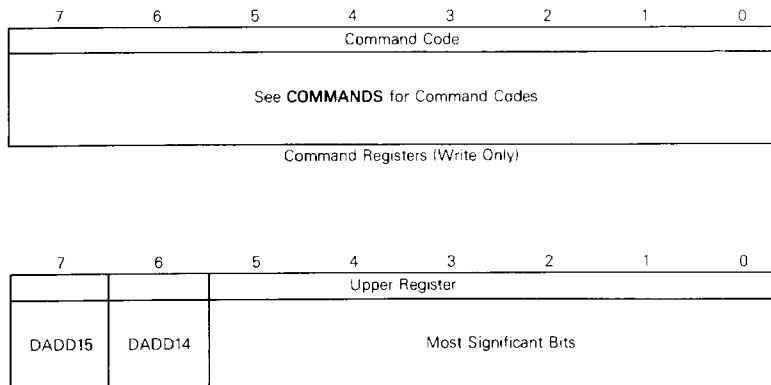 7 6 5 4 3 2 1 0
Command Code
See COMMANDS for Command Codes
Command Registers (Write Only)
7 6 5 4 3 2 1 0
Upper Register
DADD15 DADD14 Most Significant Bits